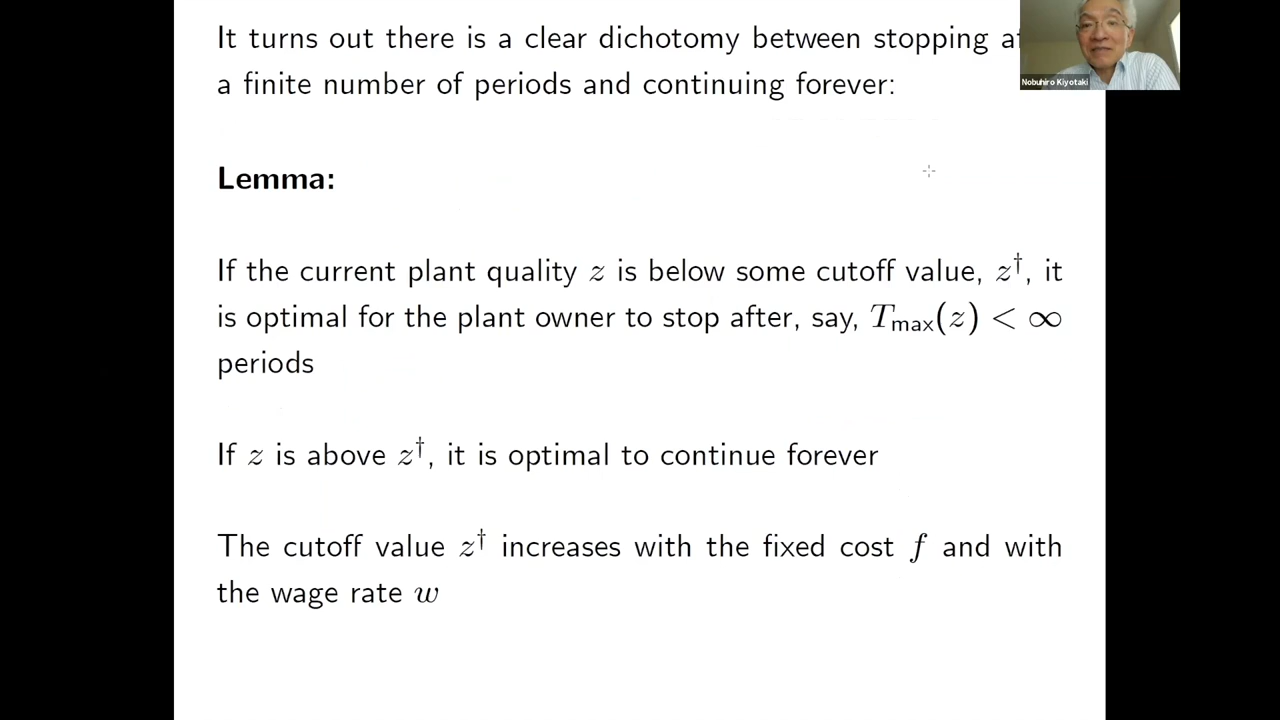 It turns out there is a clear dichotomy between stopping
a finite number of periods and continuing forever:
Nobuhiro Kiyotaki
Lemma:
If the current plant quality z is below some cutoff value, z†, it
is optimal for the plant owner to stop after, say, Tmax(z) < ∞
periods
If z is above z†, it is optimal to continue forever
The cutoff value z† increases with the fixed cost f and with
the wage rate w